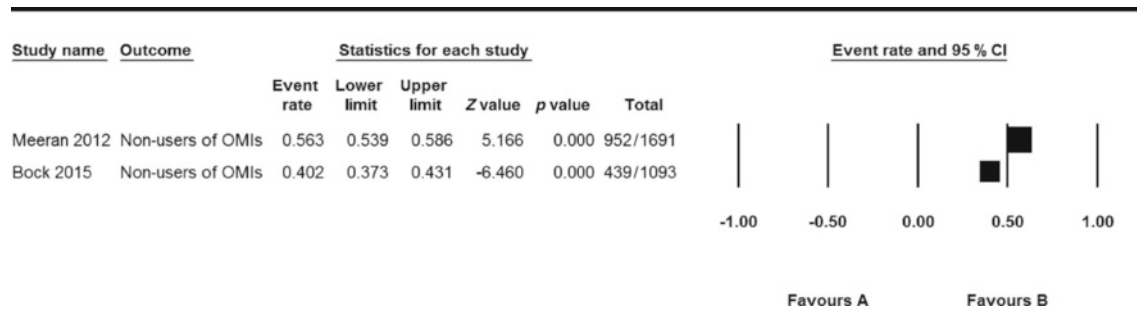 Study name Outcome Statistics for each study Event rate and 95 % CI
Event Lower Upper
rate limit limit Z value p value Total
Meeran 2012 Non-users of OMIs 0.563 0.539 0.586 5.166 0.000 952/1691
Bock 2015 Non-users of OMIs 0.402 0.373 0.431 -6.460 0.000 439/1093
-1.00 -0.50 0.00 0.50 1.00
Favours A Favours B